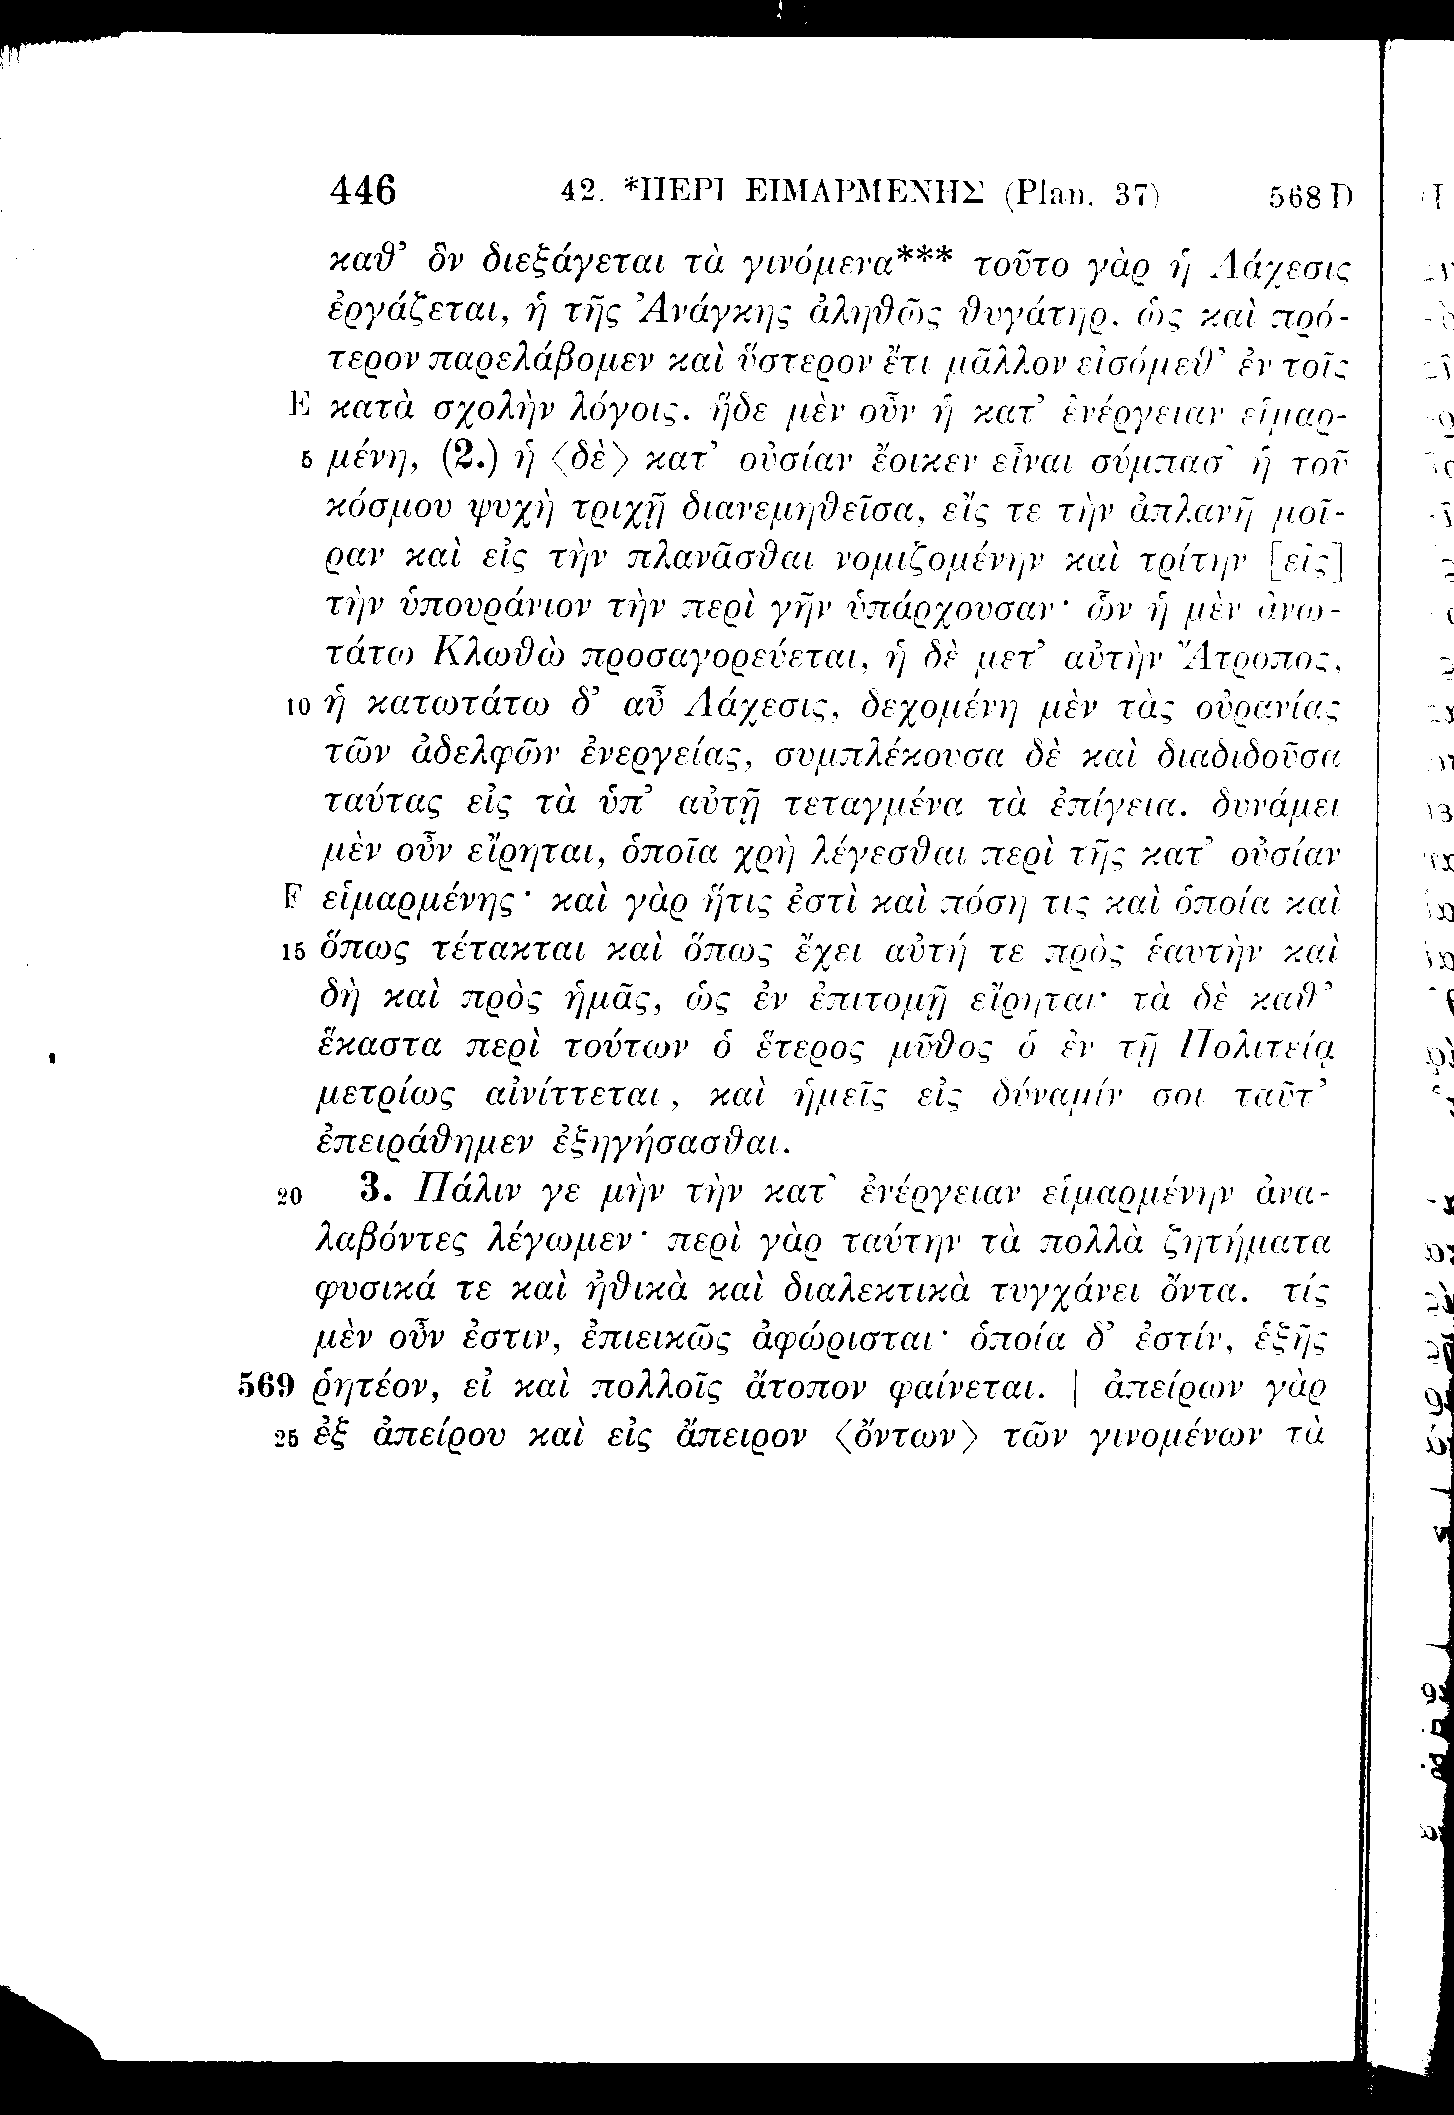 446 42. *ΠΕΡΙ ΕΙΜΑΡΜΕΝΗΣ (Plan. 37) 568 D
καθ’ ὃν διεξάγεται τὰ γινόμενα*** τοῦτο γὰρ ἡ Λάχεσις
ἐργάζεται, ἡ τῆς Ἀνάγκης ἀληθῶς θυγάτηρ. ὡς καὶ πρό-
τερον παρελάβομεν καὶ ὕστερον ἔτι μᾶλλον εἰσόμεθ’ ἐν τοῖς
E κατὰ σχολὴν λόγοις. ἥδε μὲν οὖν ἡ κατ’ ἐνέργειαν εἱμαρ-
5 μένη, (2.) ἡ 〈δὲ〉 κατ’ οὐσίαν ἔοικεν εἶναι σύμπασ’ ἡ τοῦ
κόσμου ψυχὴ τριχῇ διανεμηθεῖσα, εἴς τε τὴν ἀπλανῆ μοῖ-
ραν καὶ εἰς τὴν πλανᾶσθαι νομιζομένην καὶ τρίτην [εἰς]
τὴν ὑπουράνιον τὴν περὶ γῆν ὑπάρχουσαν· ὧν ἡ μὲν ἀνω-
τάτω Κλωθὼ προσαγορεύεται, ἡ δὲ μετ’ αὐτὴν Ἄτροπος,
10 ἡ κατωτάτω δ’ αὖ Λάχεσις, δεχομένη μὲν τὰς οὐρανίας
τῶν ἀδελφῶν ἐνεργείας, συμπλέκουσα δὲ καὶ διαδιδοῦσα
ταύτας εἰς τὰ ὑπ’ αὐτῇ τεταγμένα τὰ ἐπίγεια. δυνάμει
μὲν οὖν εἴρηται, ὁποῖα χρὴ λέγεσθαι περὶ τῆς κατ’ οὐσίαν
F εἱμαρμένης· καὶ γὰρ ἥτις ἐστὶ καὶ πόση τις καὶ ὁποία καὶ
15 ὅπως τέτακται καὶ ὅπως ἔχει αὐτή τε πρὸς ἑαυτὴν καὶ
δὴ καὶ πρὸς ἡμᾶς, ὡς ἐν ἐπιτομῇ εἴρηται· τὰ δὲ καθ’
ἕκαστα περὶ τούτων ὁ ἕτερος μῦθος ὁ ἐν τῇ Πολιτείᾳ
μετρίως αἰνίττεται, καὶ ἡμεῖς εἰς δύναμίν σοι ταῦτ’
ἐπειράθημεν ἐξηγήσασθαι.
20 3. Πάλιν γε μὴν τὴν κατ’ ἐνέργειαν εἱμαρμένην ἀνα-
λαβόντες λέγωμεν· περὶ γὰρ ταύτην τὰ πολλὰ ζητήματα
φυσικά τε καὶ ἠθικὰ καὶ διαλεκτικὰ τυγχάνει ὄντα. τίς
μὲν οὖν ἐστιν, ἐπιεικῶς ἀφώρισται· ὁποία δ’ ἐστίν, ἑξῆς
569 ῥητέον, εἰ καὶ πολλοῖς ἄτοπον φαίνεται. | ἀπείρων γὰρ
25 ἐξ ἀπείρου καὶ εἰς ἄπειρον 〈ὄντων〉 τῶν γινομένων τὰ